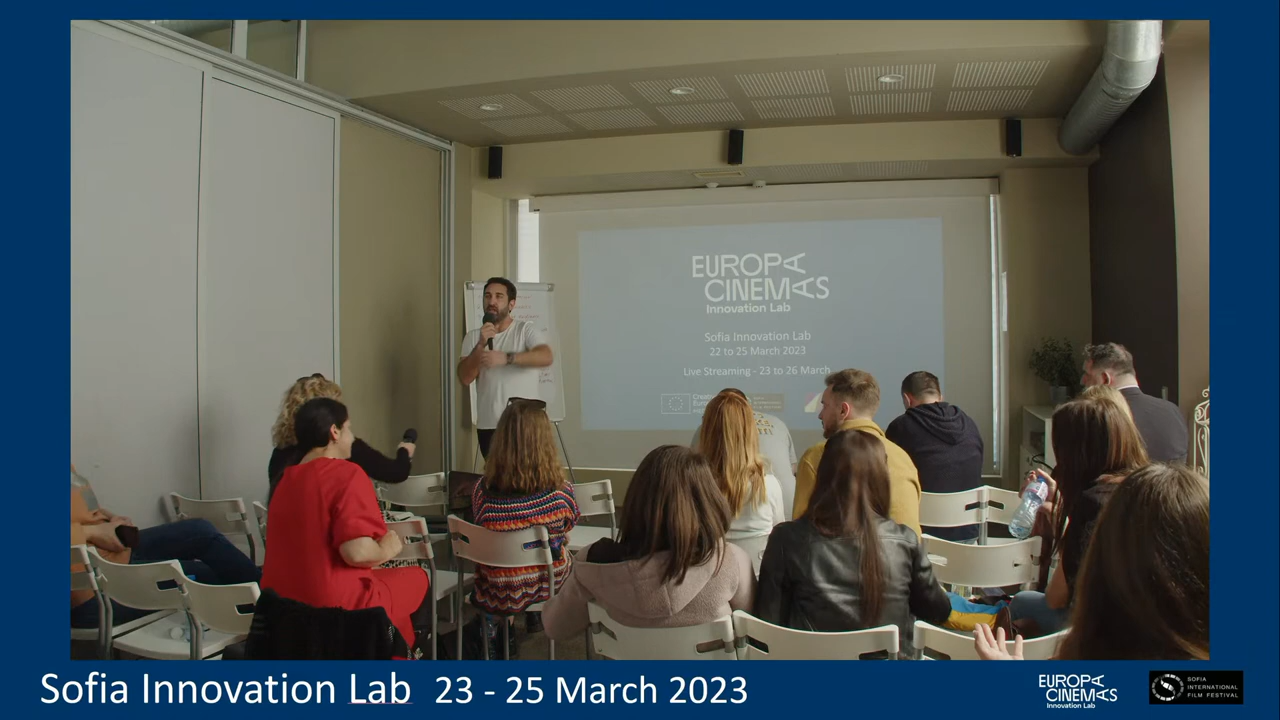 EUROPA
CINEMAS
Innovation Lab
Sofia Innovation Lab
22 to 25 March 2023
Live Streaming - 23 to 26 March
Sofia Innovation Lab 23 - 25 March 2023
EUROPA
CINEMAS
Innovation Lab
SOFIA
INTERNATIONAL
FILM FESTIVAL